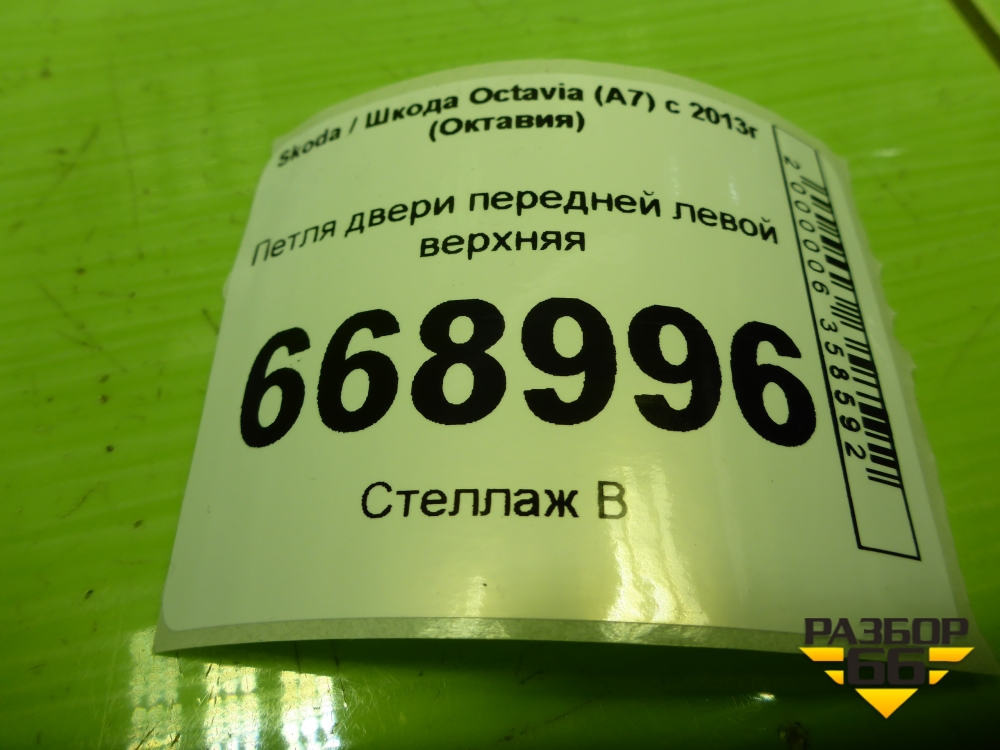 Skoda / Шкода Octavia (A7) с 2013г
(Октавия)
Петля двери передней левой
верхняя
668996
Стеллаж В
2000006358592
РАЗБОР
66